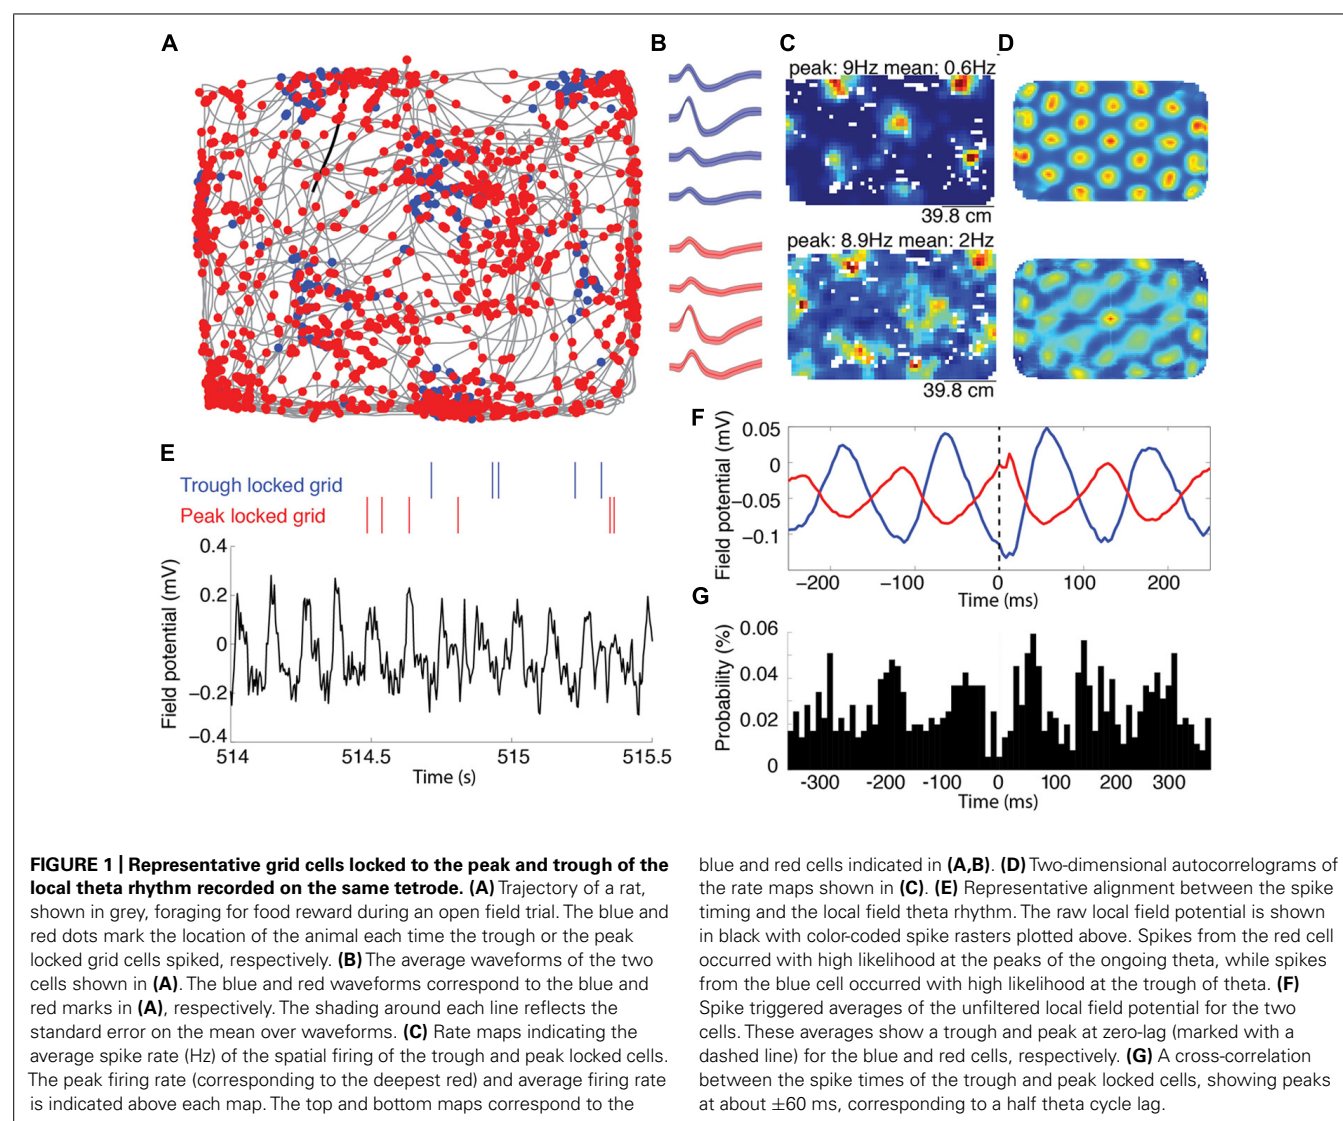 A
B
C
D
peak: 9Hz mean: 0.6Hz
39.8 cm
peak: 8.9Hz mean: 2Hz
39.8 cm
E
Trough locked grid
Peak locked grid
Field potential (mV)
0.4
0.2
0
−0.2
−0.4
514
514.5
515
515.5
Time (s)
F
Field potential (mV)
0.05
0
−0.05
−0.1
−200
−100
0
100
200
Time (ms)
G
Probability (%)
0.06
0.04
0.02
0
-300
-200
-100
0
100
200
300
Time (ms)
FIGURE 1 | Representative grid cells locked to the peak and trough of the
local theta rhythm recorded on the same tetrode. (A) Trajectory of a rat,
shown in grey, foraging for food reward during an open field trial. The blue and
red dots mark the location of the animal each time the trough or the peak
locked grid cells spiked, respectively. (B) The average waveforms of the two
cells shown in (A). The blue and red waveforms correspond to the blue and
red marks in (A), respectively. The shading around each line reflects the
standard error on the mean over waveforms. (C) Rate maps indicating the
average spike rate (Hz) of the spatial firing of the trough and peak locked cells.
The peak firing rate (corresponding to the deepest red) and average firing rate
is indicated above each map. The top and bottom maps correspond to the
blue and red cells indicated in (A,B). (D) Two-dimensional autocorrelograms of
the rate maps shown in (C). (E) Representative alignment between the spike
timing and the local field theta rhythm. The raw local field potential is shown
in black with color-coded spike rasters plotted above. Spikes from the red cell
occurred with high likelihood at the peaks of the ongoing theta, while spikes
from the blue cell occurred with high likelihood at the trough of theta. (F)
Spike triggered averages of the unfiltered local field potential for the two
cells. These averages show a trough and peak at zero-lag (marked with a
dashed line) for the blue and red cells, respectively. (G) A cross-correlation
between the spike times of the trough and peak locked cells, showing peaks
at about ±60 ms, corresponding to a half theta cycle lag.